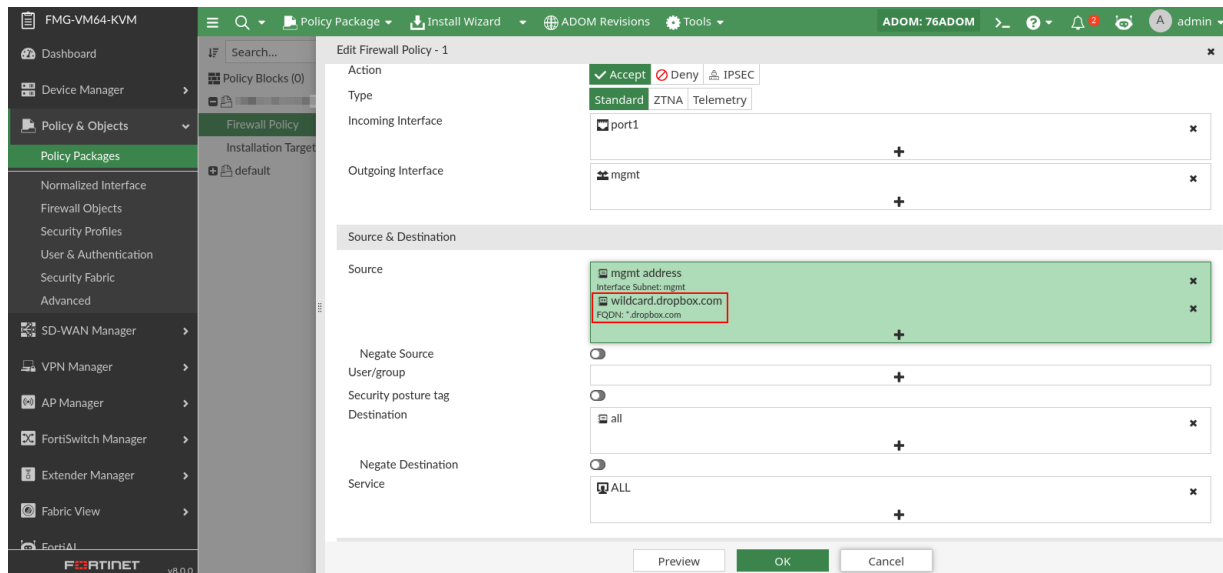 FMG-VM64-KVM
Policy Package
Install Wizard
ADOM Revisions
Tools
ADOM: 76ADOM
>_
2
A admin
Dashboard
Device Manager
Policy & Objects
Policy Packages
Normalized Interface
Firewall Objects
Security Profiles
User & Authentication
Security Fabric
Advanced
SD-WAN Manager
VPN Manager
AP Manager
FortiSwitch Manager
Extender Manager
Fabric View
FortiAI
FORTINET
v8.0.0
Search...
Policy Blocks (0)
Firewall Policy
Installation Target
default
Edit Firewall Policy - 1
Action
Accept Deny IPSEC
Type
Standard ZTNA Telemetry
Incoming Interface
port1
Outgoing Interface
mgmt
Source & Destination
Source
mgmt address
Interface Subnet: mgmt
wildcard.dropbox.com
FQDN: *.dropbox.com
Negate Source
User/group
Security posture tag
Destination
all
Negate Destination
Service
ALL
Preview OK Cancel